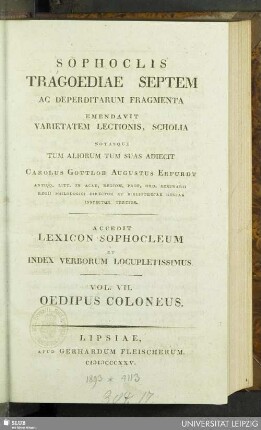 SOPHOCLIS
TRAGOEDIAE SEPTEM
AC DEPERDITARUM FRAGMENTA
EMENDAVIT
VARIETATEM LECTIONIS, SCHOLIA
NOTASQUE
TUM ALIORUM TUM SUAS ADIECIT
CAROLUS GOTTLOB AUGUSTUS ERFURDT
ACCEDIT
LEXICON SOPHOCLEUM
ET
INDEX VERBORUM LOCUPLETISSIMUS.
VOL. VII.
OEDIPUS COLONEUS.
LIPSIAE,
APUD GERHARDUM FLEISCHERUM.
SLUB
UNIVERSITÄT LEIPZIG